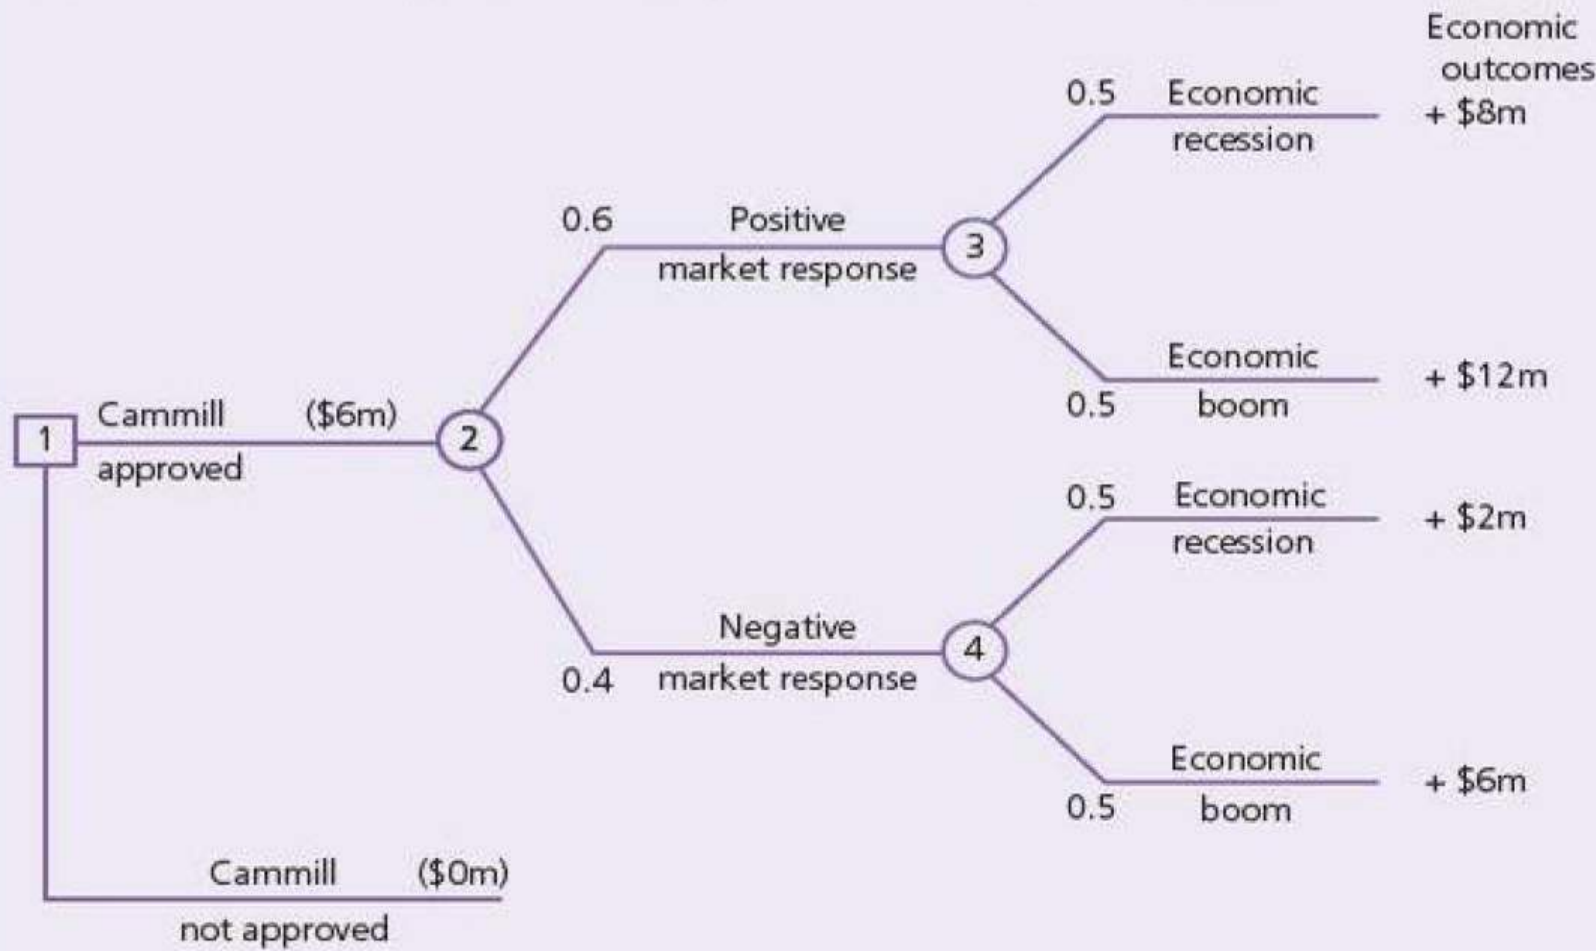 Economic
outcomes
0.5 Economic
recession
+ $8m
0.6 Positive
market response
3
Economic
0.5 boom
+ $12m
1
Cammill ($6m)
approved
2
0.5 Economic
recession
+ $2m
Negative
0.4 market response
4
Economic
0.5 boom
+ $6m
Cammill ($0m)
not approved